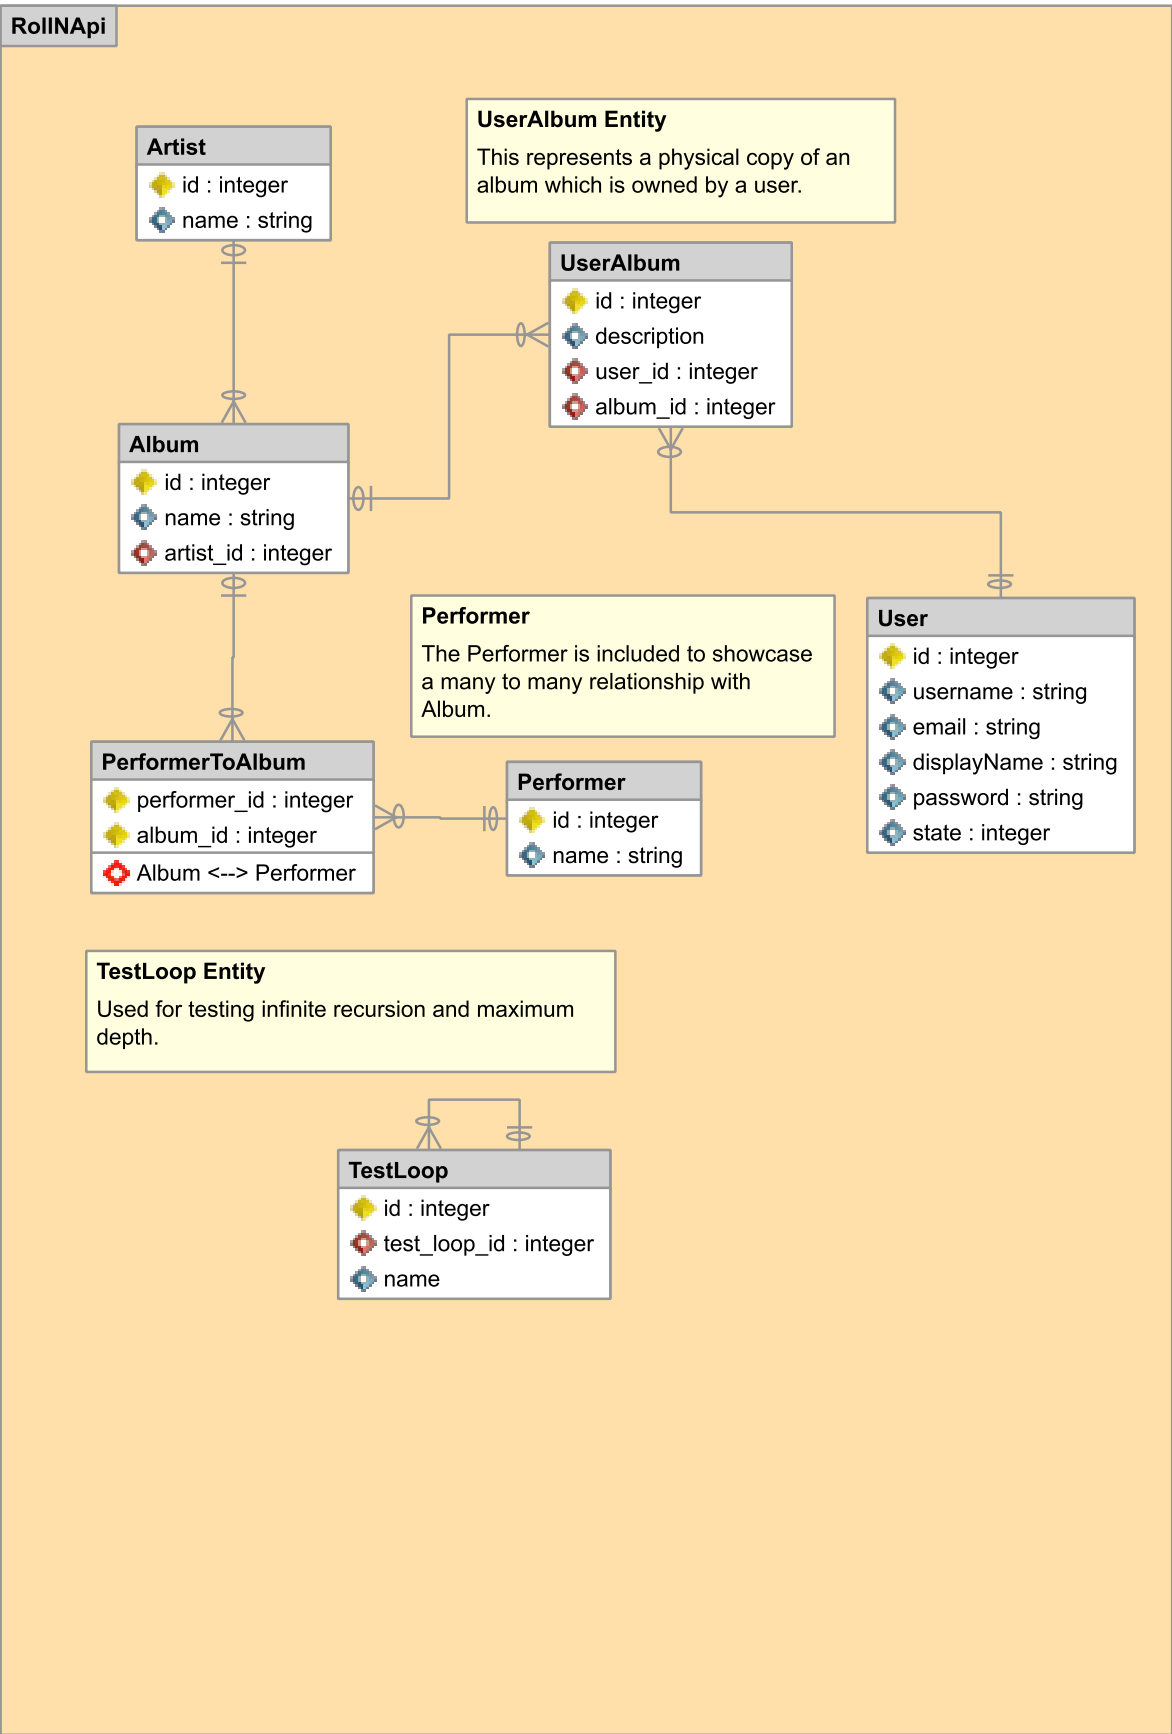 RollNApi
Artist
id : integer
name : string
UserAlbum Entity
This represents a physical copy of an
album which is owned by a user.
UserAlbum
id : integer
description
user_id : integer
album_id : integer
Album
id : integer
name : string
artist_id : integer
Performer
The Performer is included to showcase
a many to many relationship with
Album.
User
id : integer
username : string
email : string
displayName : string
password : string
state : integer
PerformerToAlbum
performer_id : integer
album_id : integer
Album <--> Performer
Performer
id : integer
name : string
TestLoop Entity
Used for testing infinite recursion and maximum
depth.
TestLoop
id : integer
test_loop_id : integer
name